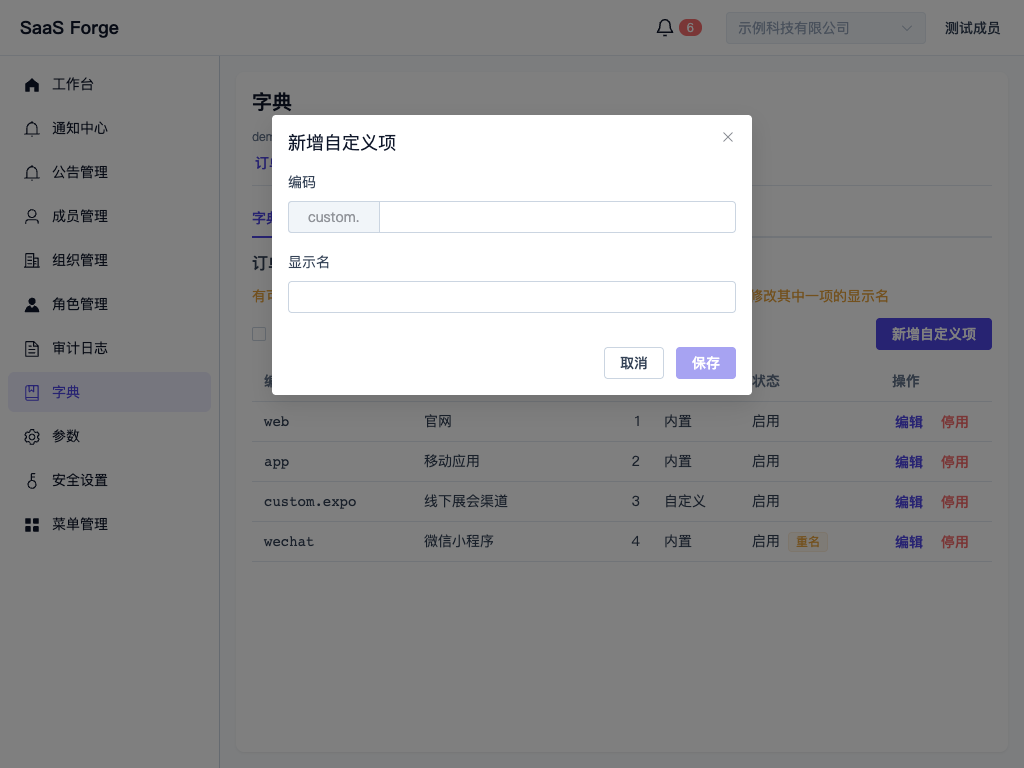 SaaS Forge
6
示例科技有限公司
测试成员
工作台
通知中心
公告管理
成员管理
组织管理
角色管理
审计日志
字典
参数
安全设置
菜单管理
字典
新增自定义项
编码
custom.
显示名
修改其中一项的显示名
新增自定义项
取消
保存
状态
操作
web
官网
1
内置
启用
编辑
停用
app
移动应用
2
内置
启用
编辑
停用
custom.expo
线下展会渠道
3
自定义
启用
编辑
停用
wechat
微信小程序
4
内置
启用
重名
编辑
停用